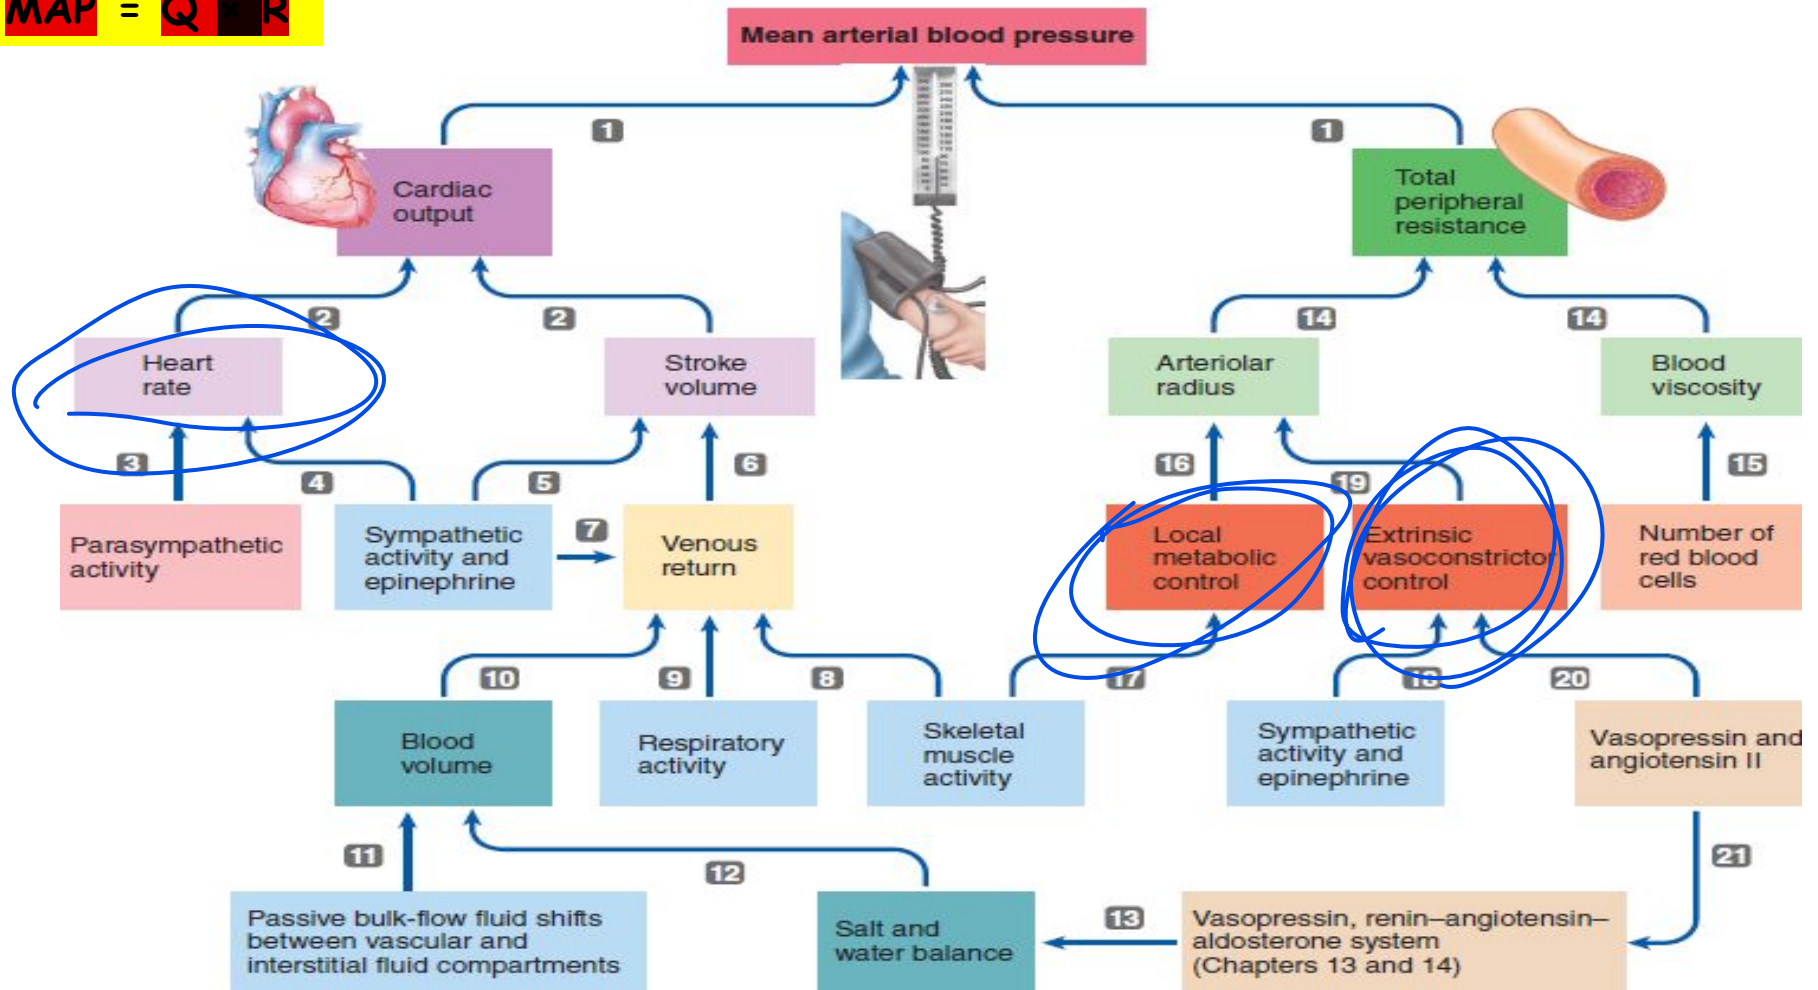 MAP = Q × R
Mean arterial blood pressure
1
1
Cardiac
output
Total
peripheral
resistance
2
2
14
14
Heart
rate
Stroke
volume
Arteriolar
radius
Blood
viscosity
3
4
5
6
16
19
15
Parasympathetic
activity
Sympathetic
activity and
epinephrine
7
Venous
return
Local
metabolic
control
Extrinsic
vasoconstrictor
control
Number of
red blood
cells
10
9
8
17
18
20
Blood
volume
Respiratory
activity
Skeletal
muscle
activity
Sympathetic
activity and
epinephrine
Vasopressin and
angiotensin II
11
12
21
Passive bulk-flow fluid shifts
between vascular and
interstitial fluid compartments
Salt and
water balance
13
Vasopressin, renin–angiotensin–
aldosterone system
(Chapters 13 and 14)